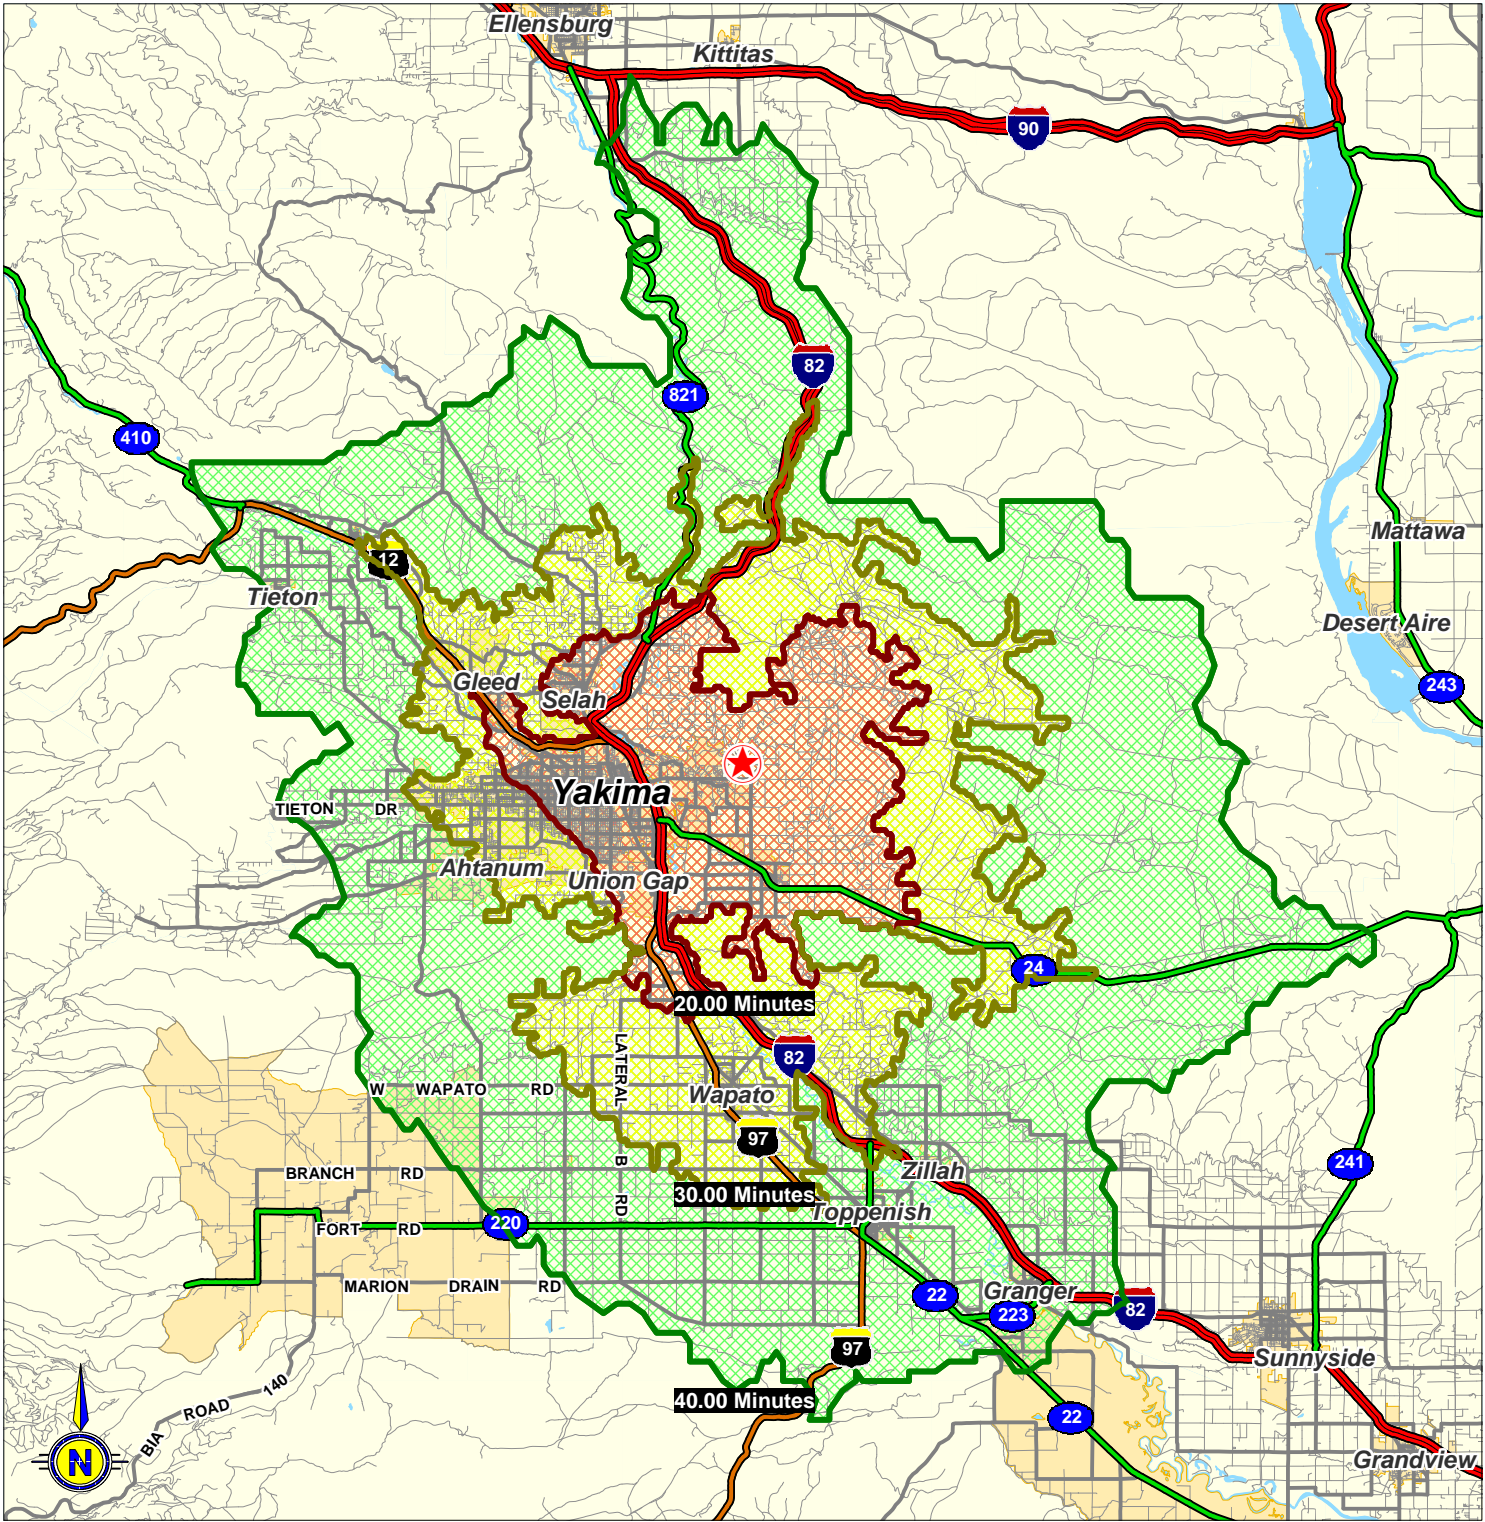 Ellensburg
Kittitas
90
82
821
410
12
Mattawa
Tieton
Desert Aire
Gleed
243
Selah
Yakima
TIETON DR
Ahtanum
Union Gap
24
20.00 Minutes
LATERAL B RD
82
W WAPATO RD
Wapato
97
241
BRANCH RD
Zillah
30.00 Minutes
Toppenish
220
FORT RD
MARION DRAIN RD
22
Granger
223
82
97
Sunnyside
40.00 Minutes
BIA ROAD 140
22
N
Grandview